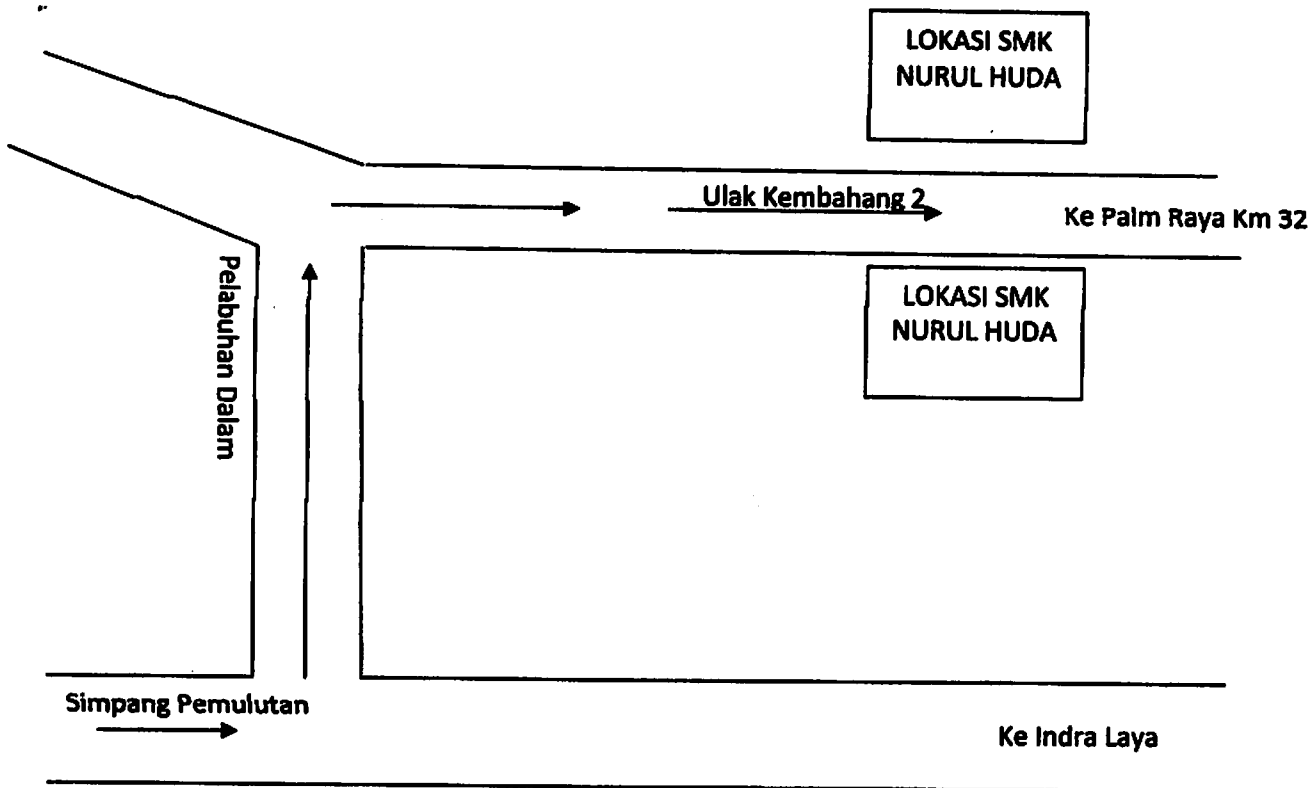 LOKASI SMK
NURUL HUDA
Ulak Kembahang 2
Ke Palm Raya Km 32
Pelabuhan Dalam
LOKASI SMK
NURUL HUDA
Simpang Pemulutan
Ke Indra Laya